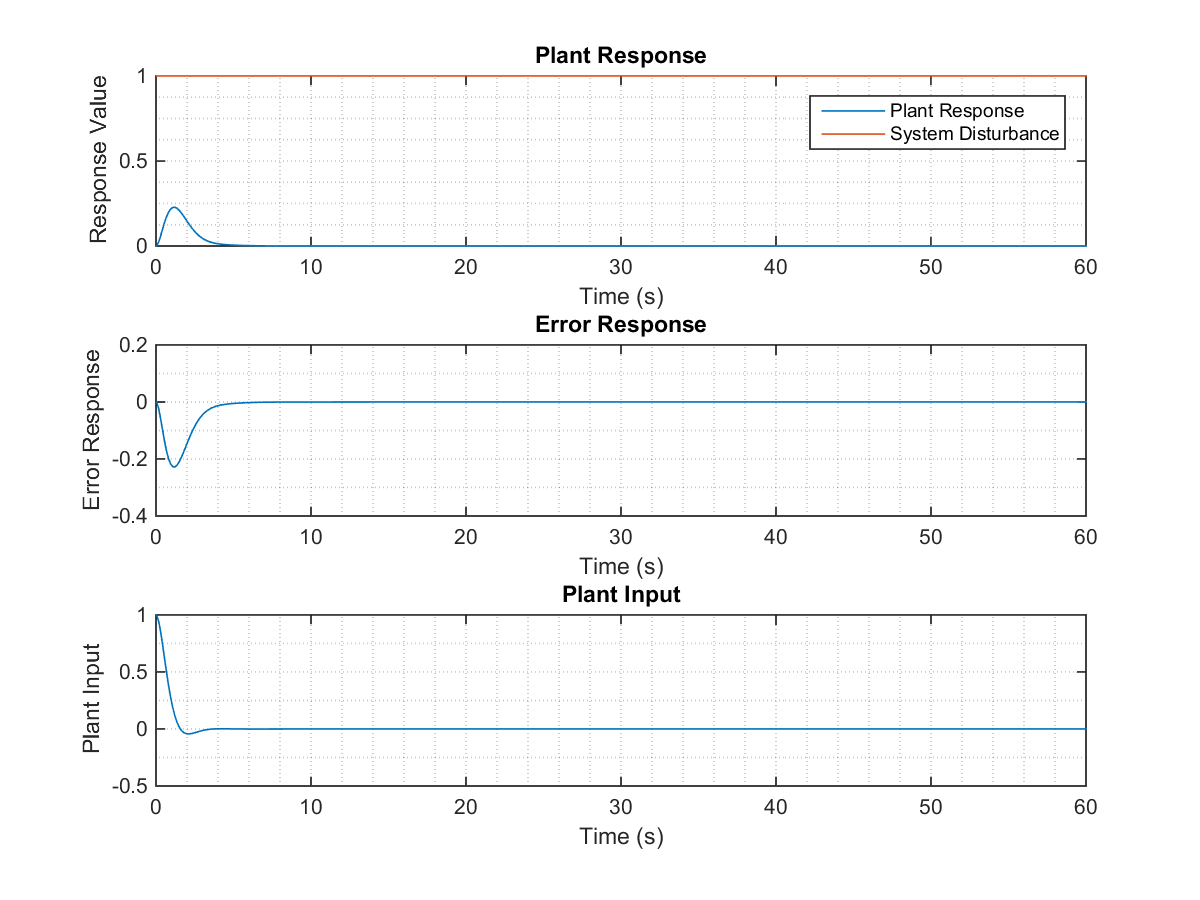 Plant Response
Response Value
1
0.5
0
Plant Response
System Disturbance
0 10 20 30 40 50 60
Time (s)
Error Response
Error Response
0.2
0
-0.2
-0.4
0 10 20 30 40 50 60
Time (s)
Plant Input
Plant Input
1
0.5
0
-0.5
0 10 20 30 40 50 60
Time (s)